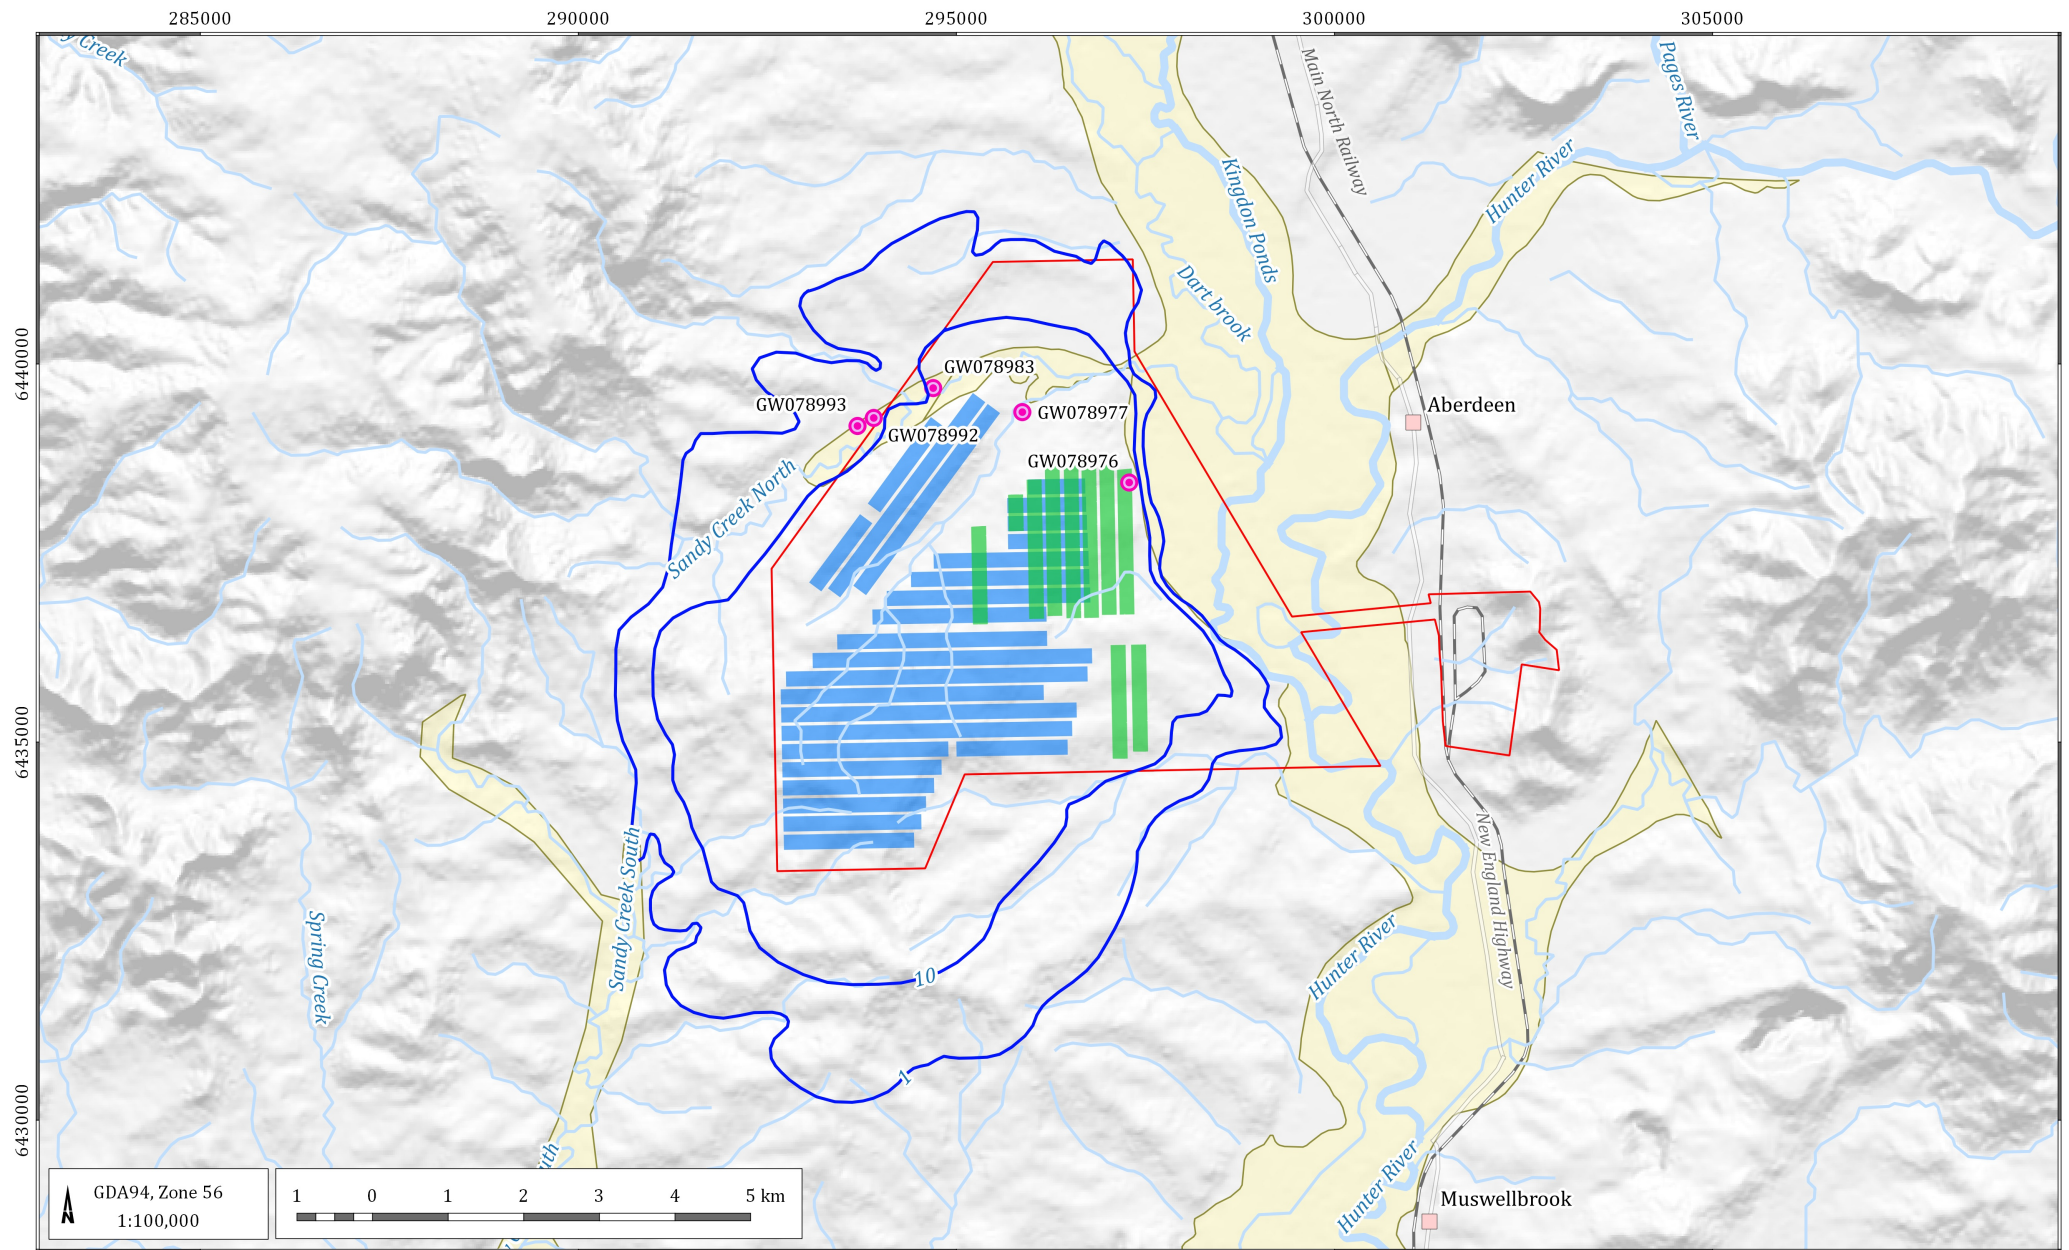 285000
290000
295000
300000
305000
y Creek
Main North Railway
Pages River
Hunter River
Kingdon Ponds
Dart brook
6440000
GW078983
GW078993
GW078977
GW078992
Aberdeen
GW078976
Sandy Creek North
6435000
Sandy Creek South
New England Highway
Spring Creek
Hunter River
10
1
6430000
uth
Hunter River
GDA94, Zone 56
1:100,000
N
1 0 1 2 3 4 5 km
Muswellbrook